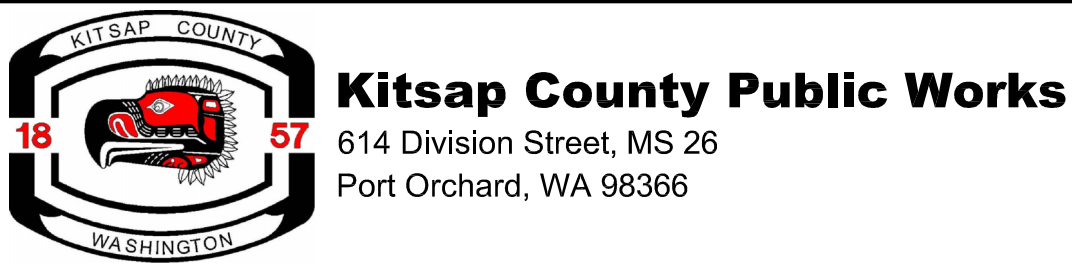 KITSAP COUNTY
18 57
WASHINGTON
Kitsap County Public Works
614 Division Street, MS 26
Port Orchard, WA 98366